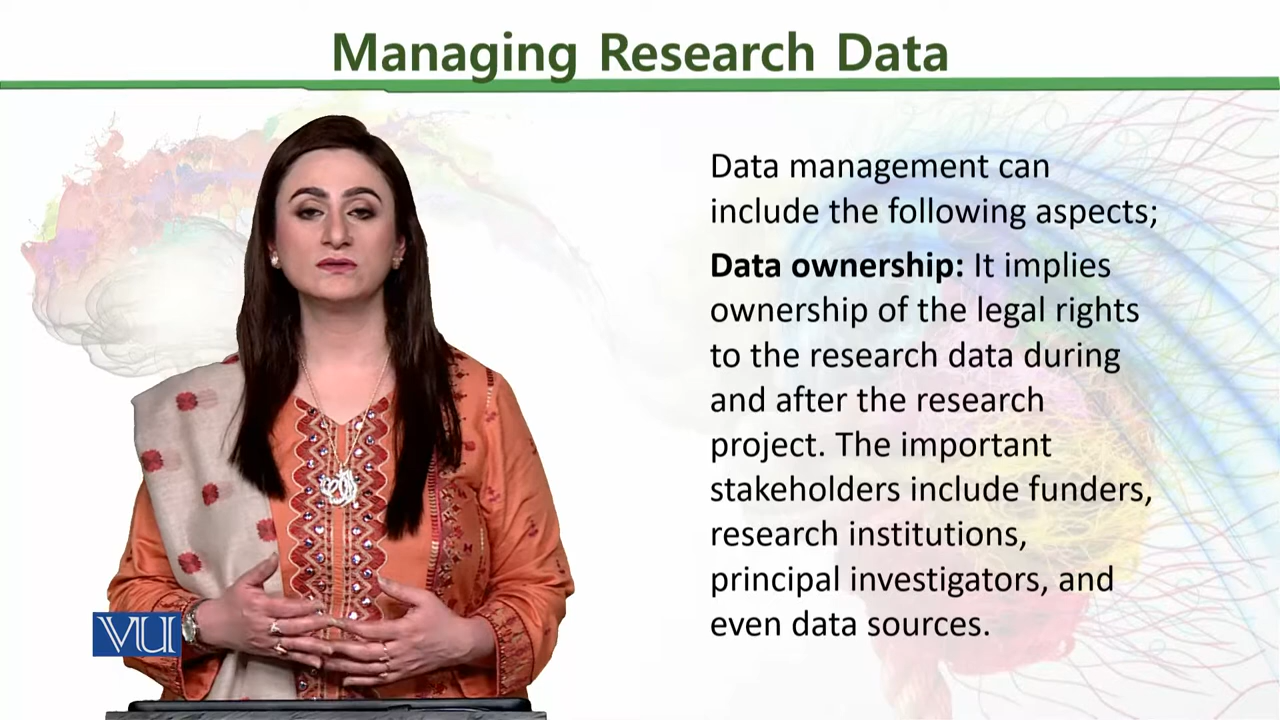 Managing Research Data
Data management can
include the following aspects;
Data ownership: It implies
ownership of the legal rights
to the research data during
and after the research
project. The important
stakeholders include funders,
research institutions,
principal investigators, and
even data sources.
VU